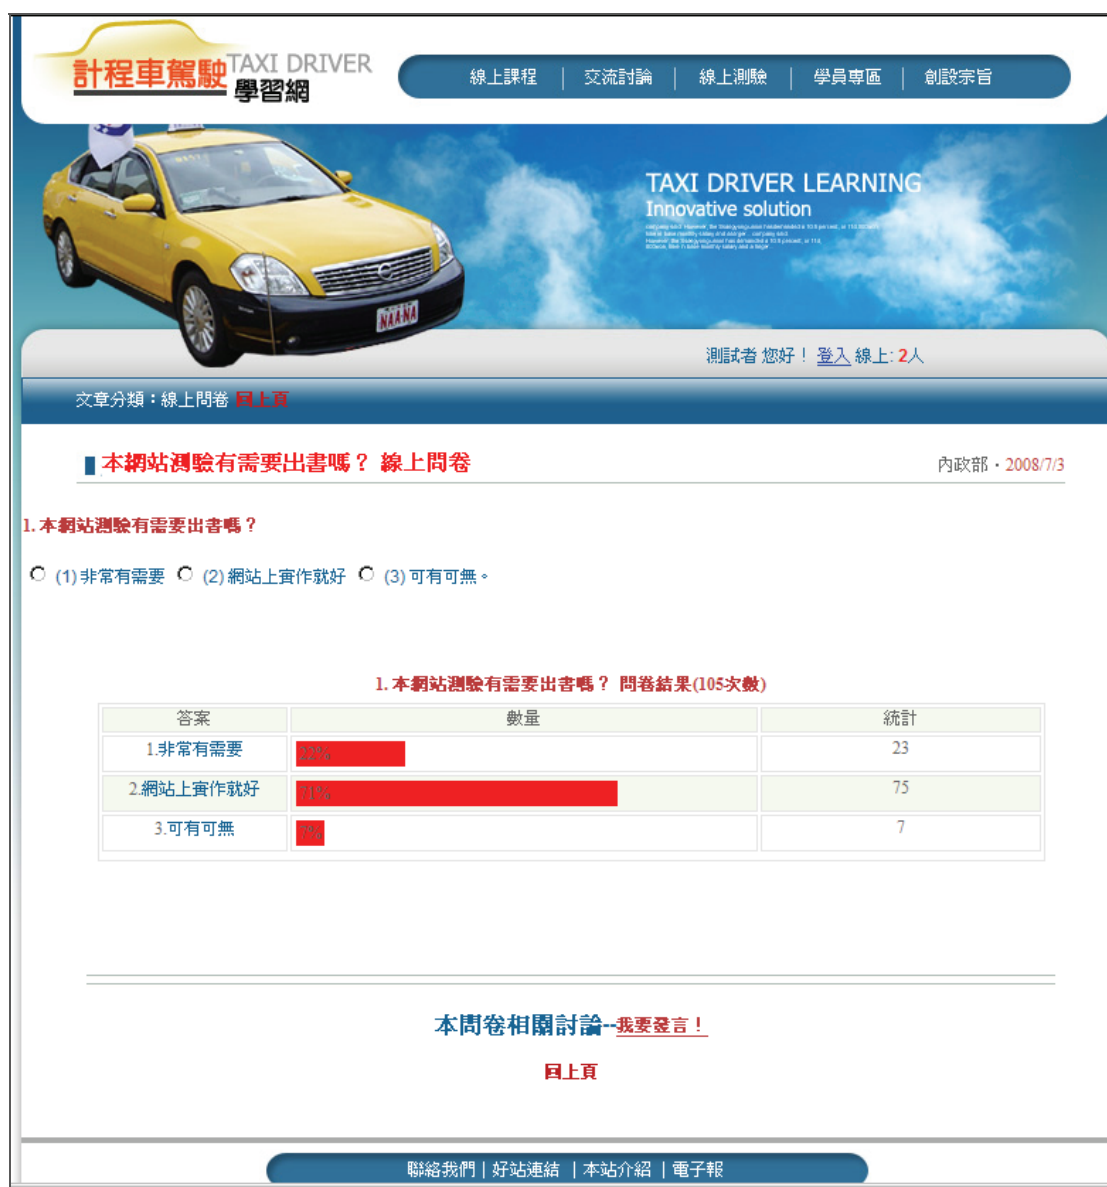 計程車駕駛 TAXI DRIVER
學習網
線上課程 | 交流討論 | 線上測驗 | 學員專區 | 創設宗旨
TAXI DRIVER LEARNING
Innovative solution
NAA·NA
測試者 您好！ 登入 線上: 2人
文章分類：線上問卷 回上頁
本網站測驗有需要出書嗎？ 線上問卷
內政部・2008/7/3
1. 本網站測驗有需要出書嗎？
(1) 非常有需要 (2) 網站上實作就好 (3) 可有可無。
1. 本網站測驗有需要出書嗎？ 問卷結果(105次數)
答案 數量 統計
1.非常有需要 22% 23
2.網站上實作就好 71% 75
3.可有可無 7% 7
本問卷相關討論--我要發言！
回上頁
聯絡我們 | 好站連結 | 本站介紹 | 電子報